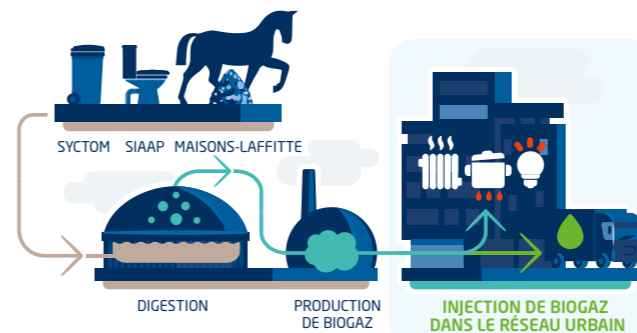 SYCTOM SIAAP MAISONS-LAFFITTE
DIGESTION
PRODUCTION
DE BIOGAZ
INJECTION DE BIOGAZ
DANS LE RÉSEAU URBAIN